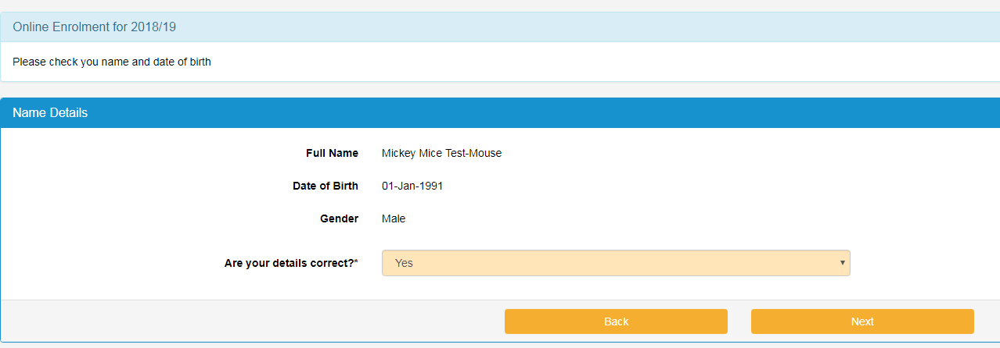 Online Enrolment for 2018/19
Please check you name and date of birth
Name Details
Full Name Mickey Mice Test-Mouse
Date of Birth 01-Jan-1991
Gender Male
Are your details correct?* Yes
Back Next